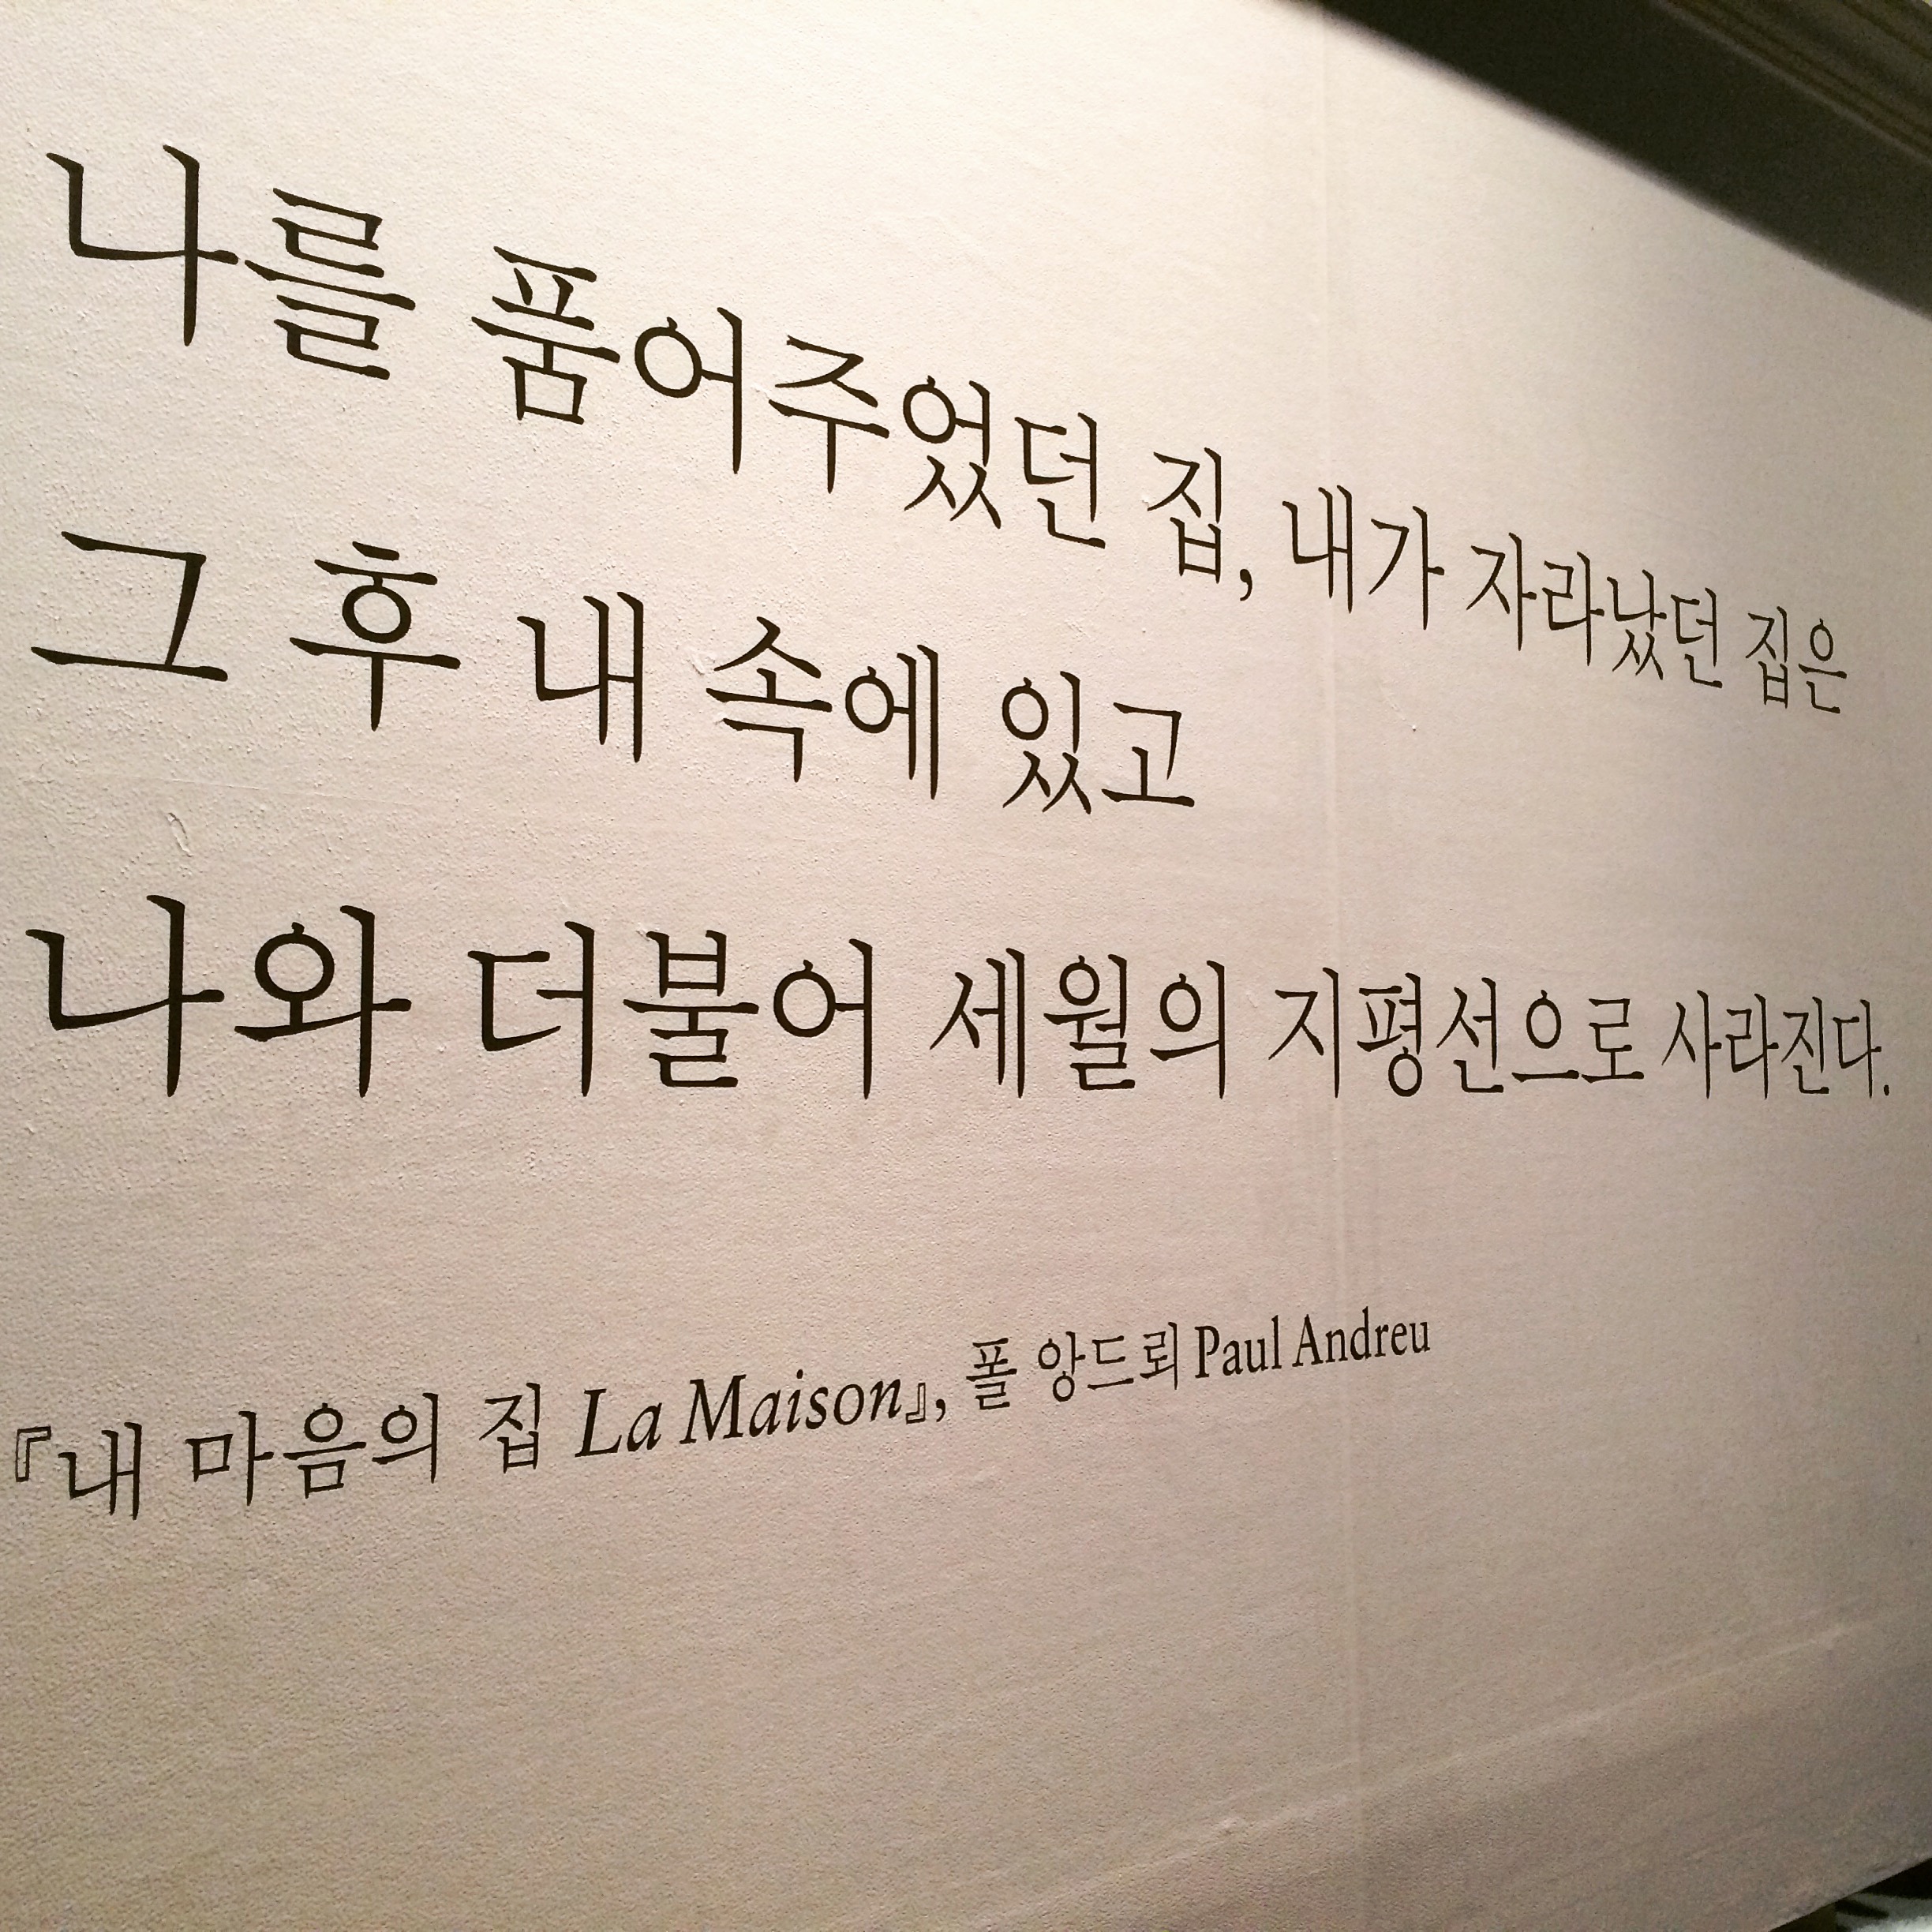 나를 품어주었던 집, 내가 자라났던 집은
그 후 내 속에 있고
나와 더불어 세월의 지평선으로 사라진다.
『내 마음의 집 La Maison』, 폴 앙드뢰 Paul Andreu